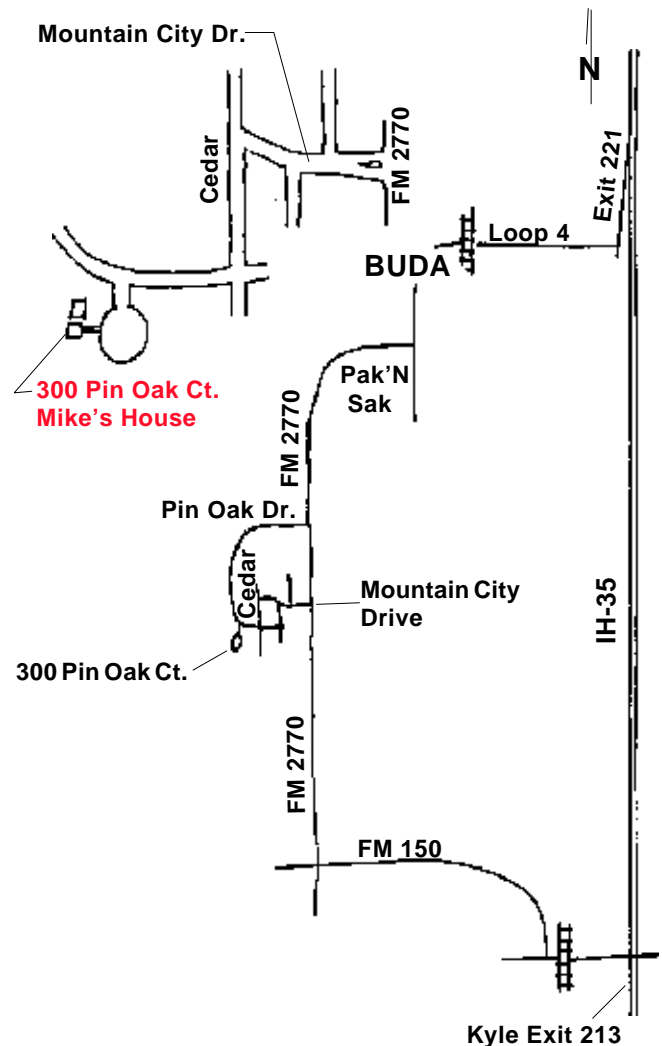 Mountain City Dr.
N
Cedar
FM 2770
Exit 221
Loop 4
BUDA
300 Pin Oak Ct.
Mike's House
Pak'N
Sak
FM 2770
Pin Oak Dr.
Cedar
Mountain City
Drive
IH-35
300 Pin Oak Ct.
FM 2770
FM 150
Kyle Exit 213